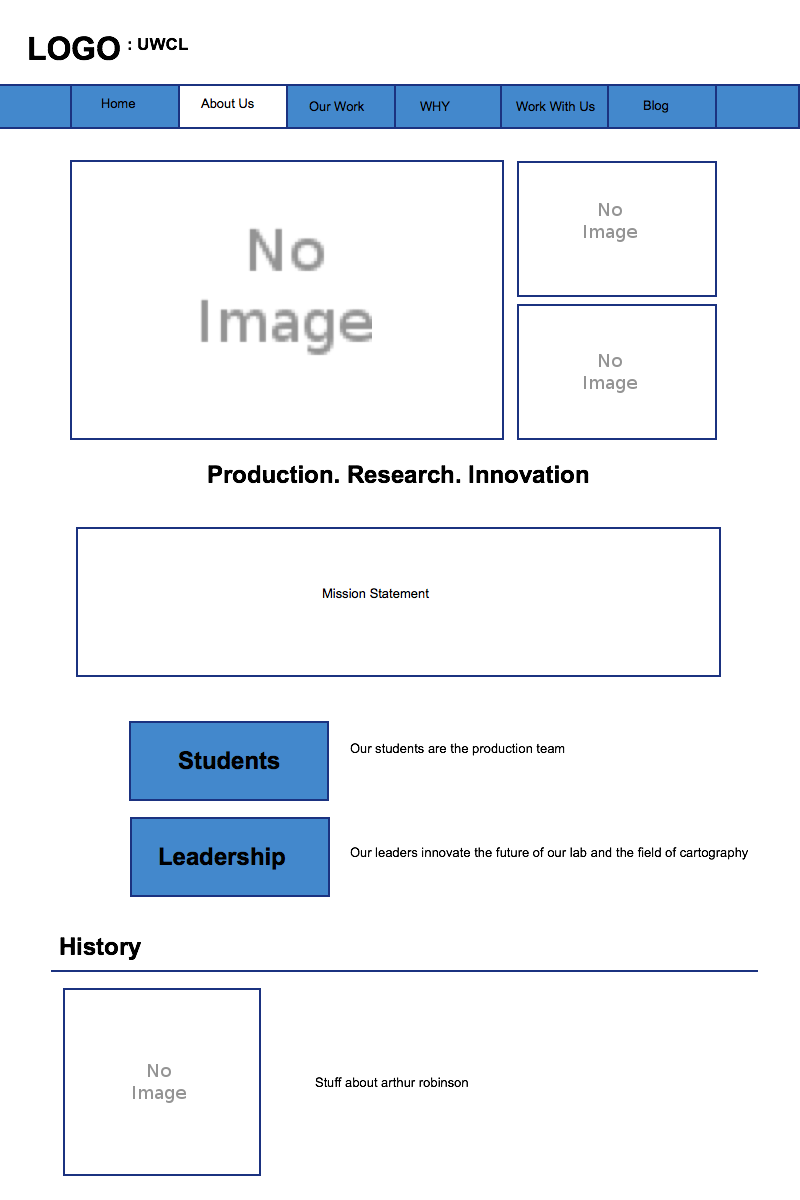 LOGO : UWCL
Home About Us Our Work WHY Work With Us Blog
No
Image
No
Image
No
Image
Production. Research. Innovation
Mission Statement
Students
Our students are the production team
Leadership
Our leaders innovate the future of our lab and the field of cartography
History
No
Image
Stuff about arthur robinson